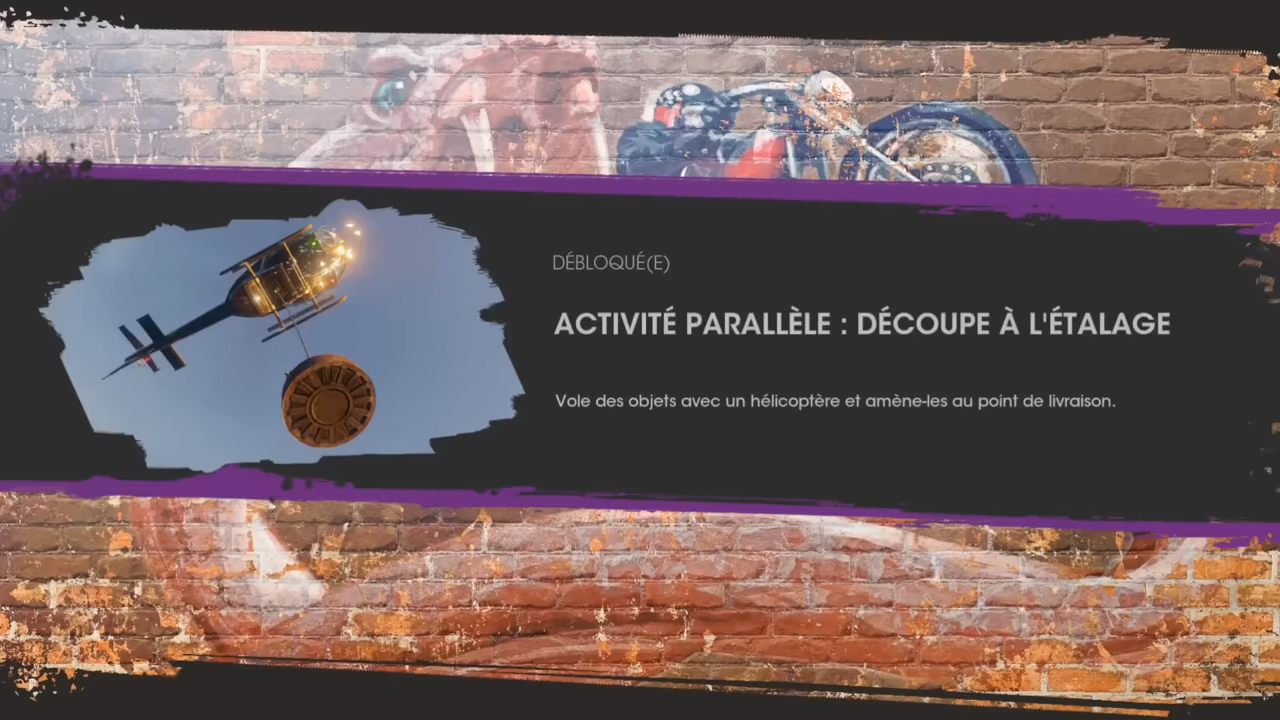 DÉBLOQUÉ(E)
ACTIVITÉ PARALLÈLE : DÉCOUPE À L'ÉTALAGE
Vole des objets avec un hélicoptère et amène-les au point de livraison.